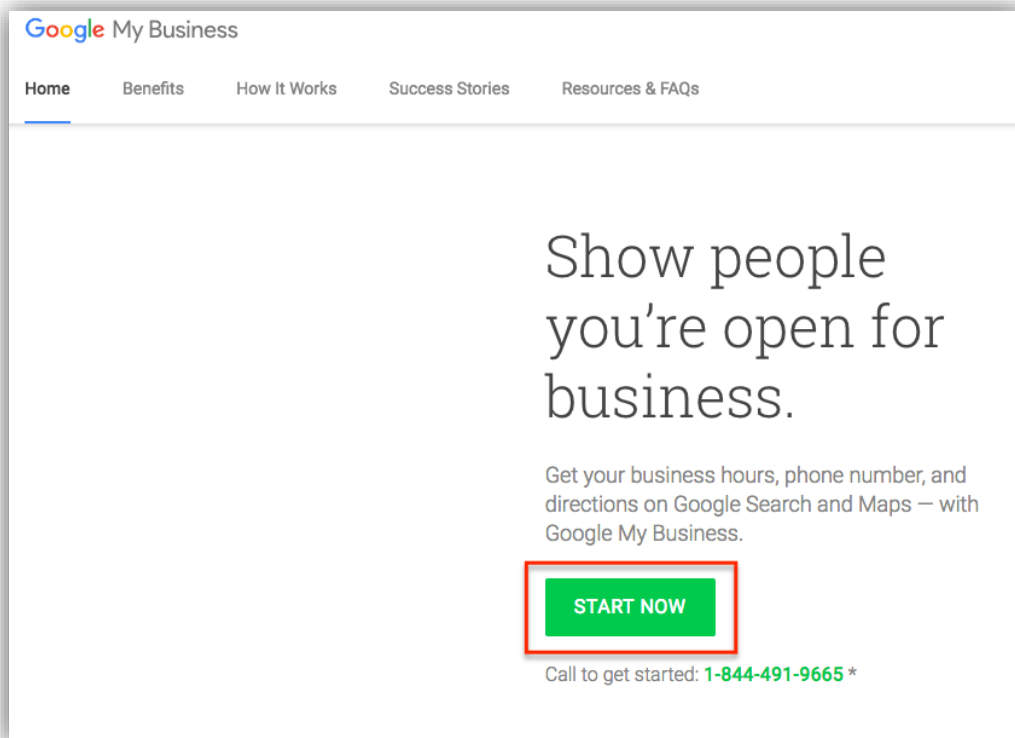 Google My Business
Home Benefits How It Works Success Stories Resources & FAQs
Show people
you’re open for
business.
Get your business hours, phone number, and
directions on Google Search and Maps — with
Google My Business.
START NOW
Call to get started: 1-844-491-9665 *